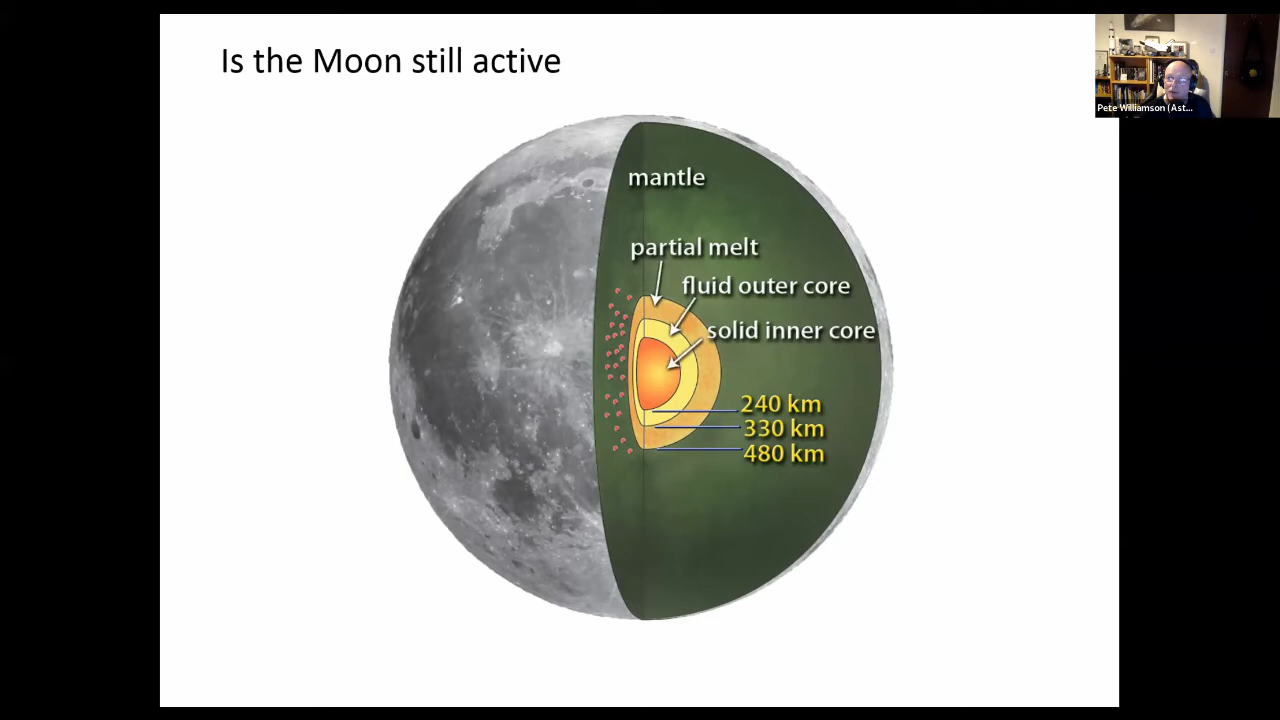 Is the Moon still active
Pete Williamson (Ast...
mantle
partial melt
fluid outer core
solid inner core
240 km
330 km
480 km